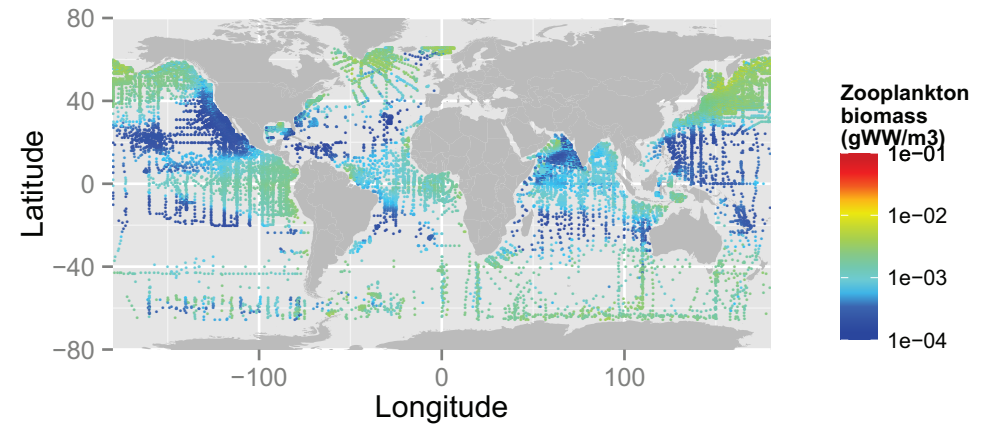 80
40
0
−40
−80
Latitude
−100
0
100
Longitude
Zooplankton
biomass
(gWW/m3)
1e−01
1e−02
1e−03
1e−04